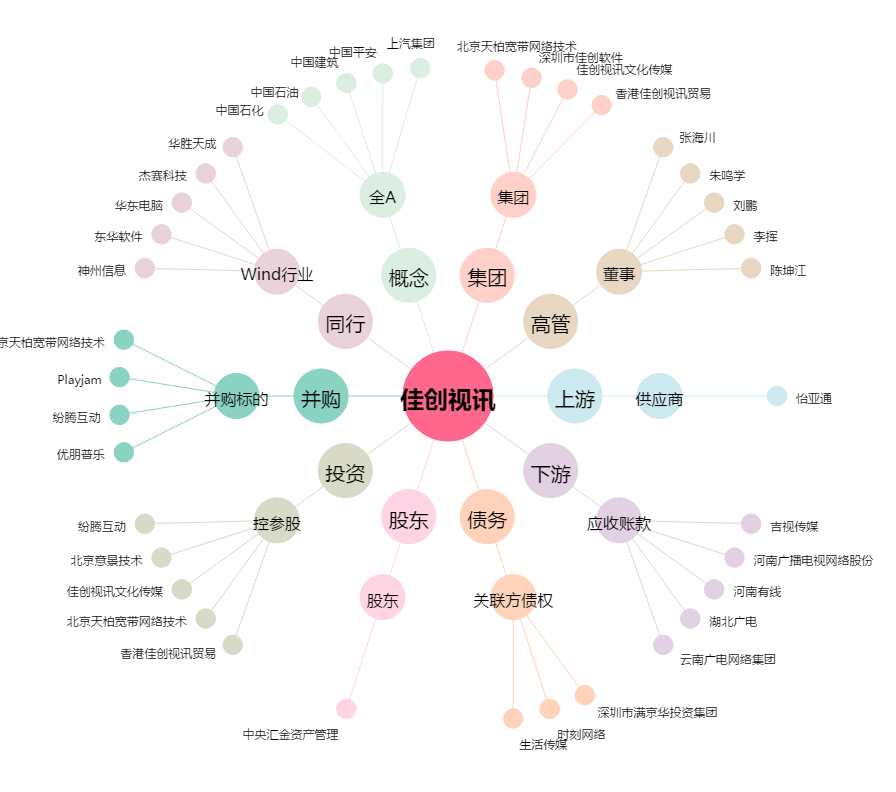 上汽集团
中国平安
中国建筑
中国石油
中国石化
北京天柏宽带网络技术
深圳市佳创软件
佳创视讯文化传媒
香港佳创视讯贸易
华胜天成
杰赛科技
华东电脑
东华软件
神州信息
全A
集团
张海川
朱鸣学
刘鹏
李挥
陈坤江
Wind行业
概念
集团
董事
同行
高管
京天柏宽带网络技术
Playjam
纷腾互动
优朋普乐
并购标的
并购
佳创视讯
上游
供应商
怡亚通
投资
下游
控参股
股东
债务
应收账款
纷腾互动
北京意景技术
佳创视讯文化传媒
北京天柏宽带网络技术
香港佳创视讯贸易
吉视传媒
河南广播电视网络股份
河南有线
湖北广电
云南广电网络集团
股东
关联方债权
中央汇金资产管理
深圳市满京华投资集团
时刻网络
生活传媒